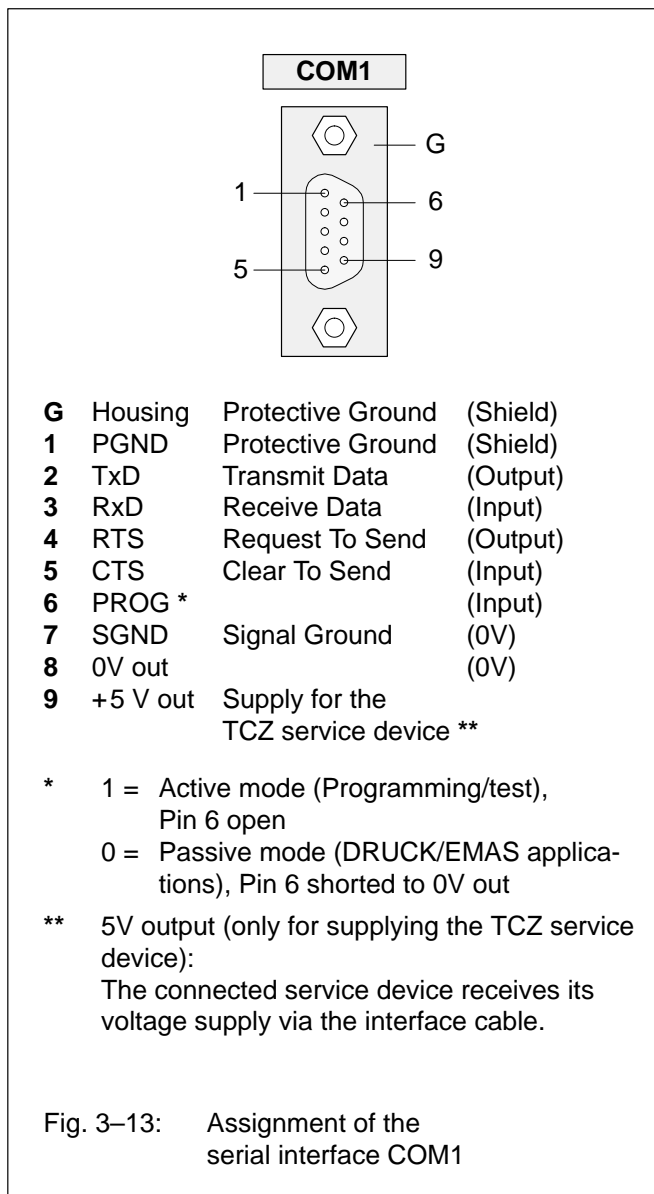 COM1
G
1
6
5
9
G Housing Protective Ground (Shield)
1 PGND Protective Ground (Shield)
2 TxD Transmit Data (Output)
3 RxD Receive Data (Input)
4 RTS Request To Send (Output)
5 CTS Clear To Send (Input)
6 PROG * (Input)
7 SGND Signal Ground (0V)
8 0V out (0V)
9 +5 V out Supply for the
TCZ service device **
* 1 = Active mode (Programming/test),
Pin 6 open
0 = Passive mode (DRUCK/EMAS applica-
tions), Pin 6 shorted to 0V out
** 5V output (only for supplying the TCZ service
device):
The connected service device receives its
voltage supply via the interface cable.
Fig. 3–13: Assignment of the
serial interface COM1